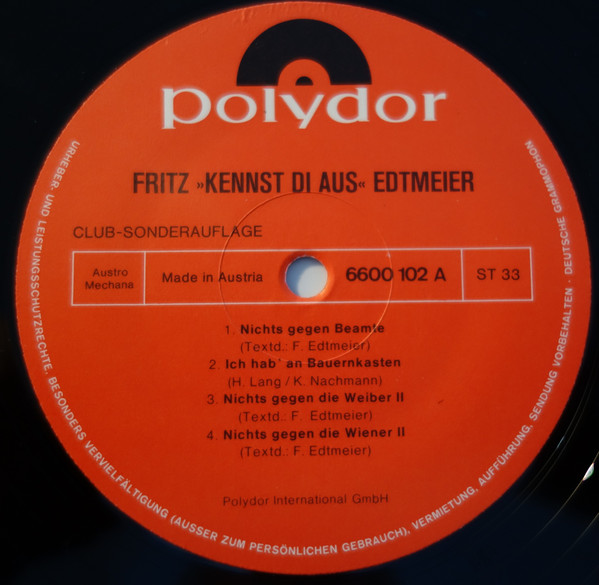 polydor
FRITZ »KENNST DI AUS« EDTMEIER
CLUB-SONDERAUFLAGE
Austro
Mechana
Made in Austria
6600 102 A
ST 33
1. Nichts gegen Beamte
(Textd.: F. Edtmeier)
2. Ich hab' an Bauernkasten
(H. Lang / K. Nachmann)
3. Nichts gegen die Weiber II
(Textd.: F. Edtmeier)
4. Nichts gegen die Wiener II
(Textd.: F. Edtmeier)
Polydor International GmbH
URHEBER- UND LEISTUNGSSCHUTZRECHTE, BESONDERS VERVIELFÄLTIGUNG (AUSSER ZUM PERSÖNLICHEN GEBRAUCH), VERMIETUNG, AUFFÜHRUNG, SENDUNG VORBEHALTEN · DEUTSCHE GRAMMOPHON